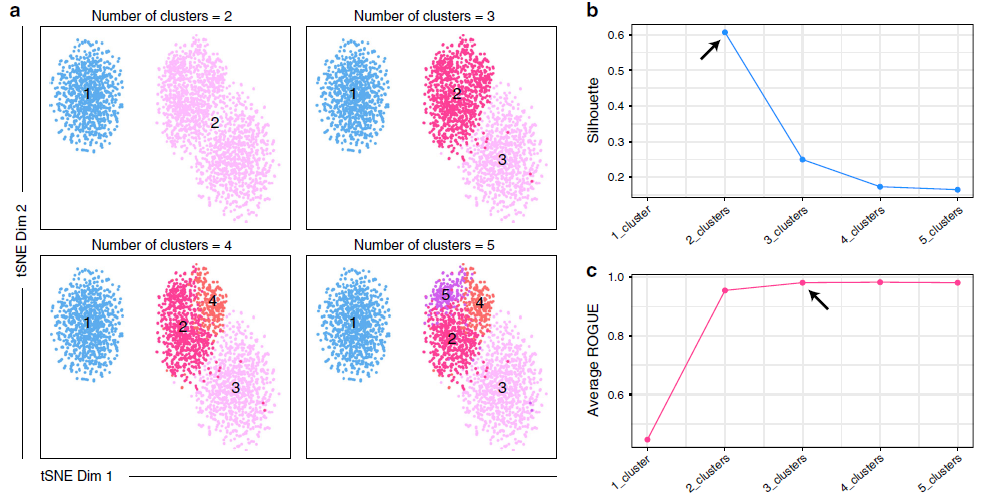 a
Number of clusters = 2
1
2
Number of clusters = 3
1
2
3
Number of clusters = 4
1
2
4
3
Number of clusters = 5
1
5
4
2
3
tSNE Dim 2
tSNE Dim 1
b
Silhouette
0.6
0.5
0.4
0.3
0.2
1_cluster
2_clusters
3_clusters
4_clusters
5_clusters
c
Average ROGUE
1.0
0.8
0.6
1_cluster
2_clusters
3_clusters
4_clusters
5_clusters